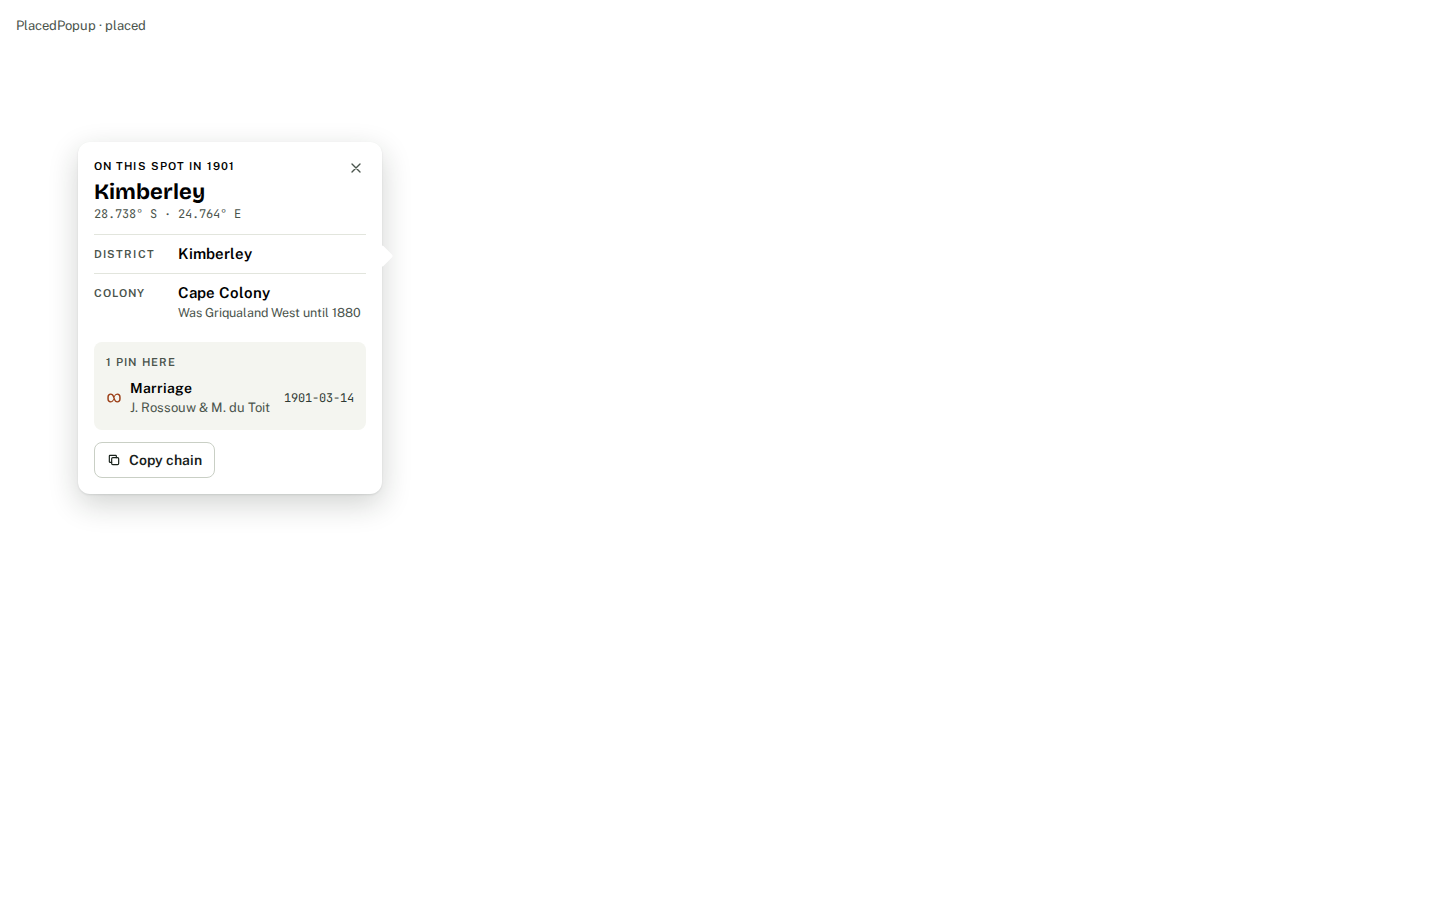 PlacedPopup · placed
ON THIS SPOT IN 1901
Kimberley
28.738° S · 24.764° E
DISTRICT Kimberley
COLONY Cape Colony
Was Griqualand West until 1880
1 PIN HERE
Marriage
J. Rossouw & M. du Toit 1901-03-14
Copy chain